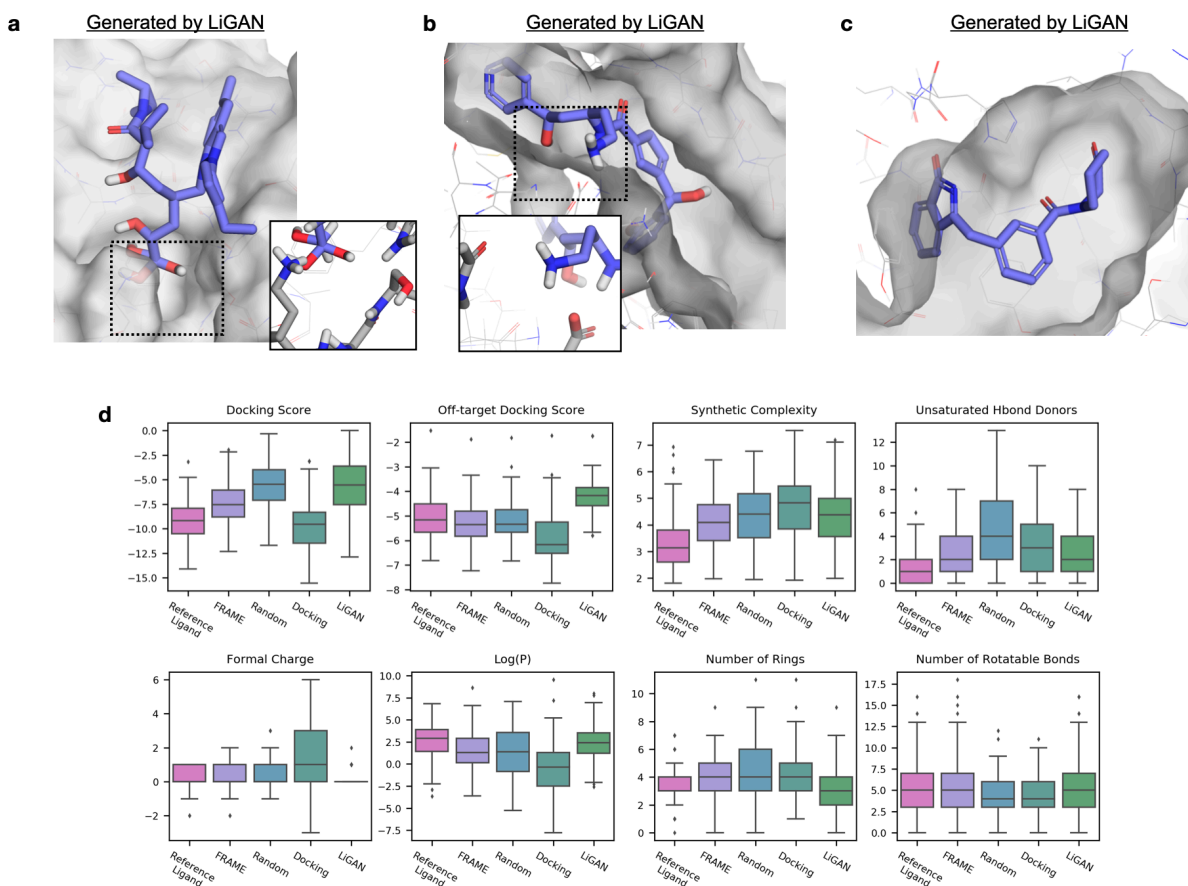 a
Generated by LiGAN
b
Generated by LiGAN
c
Generated by LiGAN
d
Docking Score
0.0
−2.5
−5.0
−7.5
−10.0
−12.5
−15.0
Reference
Ligand
FRAME
Random
Docking
LiGAN
Off-target Docking Score
−2
−3
−4
−5
−6
−7
−8
Reference
Ligand
FRAME
Random
Docking
LiGAN
Synthetic Complexity
7
6
5
4
3
2
Reference
Ligand
FRAME
Random
Docking
LiGAN
Unsaturated Hbond Donors
12
10
8
6
4
2
0
Reference
Ligand
FRAME
Random
Docking
LiGAN
Formal Charge
6
4
2
0
−2
Reference
Ligand
FRAME
Random
Docking
LiGAN
Log(P)
10.0
7.5
5.0
2.5
0.0
−2.5
−5.0
−7.5
Reference
Ligand
FRAME
Random
Docking
LiGAN
Number of Rings
10
8
6
4
2
0
Reference
Ligand
FRAME
Random
Docking
LiGAN
Number of Rotatable Bonds
17.5
15.0
12.5
10.0
7.5
5.0
2.5
0.0
Reference
Ligand
FRAME
Random
Docking
LiGAN